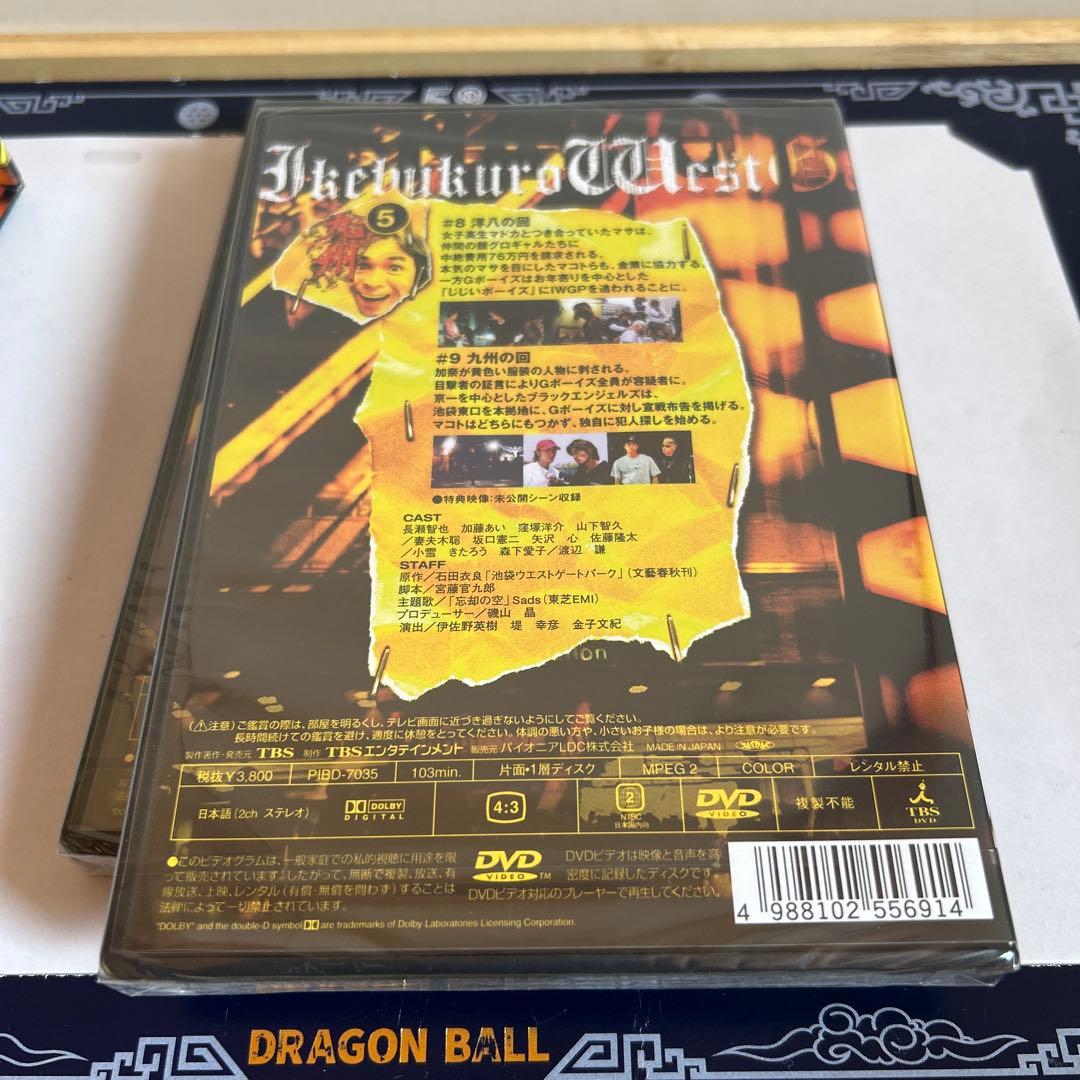 5
Ikebukuro West G
5
#8 洋八の回
女子高生マドカとつき合っていたマサは、
仲間の顔グロギャルたちに
中絶費用76万円を請求される。
本気のマサを目にしたマコトらも、金策に協力する。
一方Gボーイズはお年寄りを中心とした
「じじいボーイズ」にIWGPを追われることに。
#9 九州の回
加奈が黄色い服装の人物に刺される。
目撃者の証言によりGボーイズ全員が容疑者に。
京一を中心としたブラックエンジェルズは、
池袋東口を本拠地に、Gボーイズに対し宣戦布告を掲げる。
マコトはどちらにもつかず、独自に犯人探しを始める。
●特典映像:未公開シーン収録
CAST
長瀬智也 加藤あい 窪塚洋介 山下智久
/妻夫木聡 坂口憲二 矢沢 心 佐藤隆太
/小雪 きたろう 森下愛子/渡辺 謙
STAFF
原作/石田衣良「池袋ウエストゲートパーク」(文藝春秋刊)
脚本/宮藤官九郎
主題歌/「忘却の空」Sads(東芝EMI)
プロデューサー/磯山 晶
演出/伊佐野英樹 堤 幸彦 金子文紀
mon
(⚠注意)ご鑑賞の際は、部屋を明るくし、テレビ画面に近づき過ぎないようにしてご覧ください。
長時間続けての鑑賞を避け、適度に休憩をとってください。体調の悪い方や、小さいお子様の場合は、より注意が必要です。
製作著作・発売元 TBS 制作 TBSエンタテインメント 販売元 パイオニアLDC株式会社 MADE IN JAPAN
税抜¥3,800 PIBD-7035 103min. 片面・1層ディスク MPEG 2 COLOR レンタル禁止
日本語(2ch ステレオ) DOLBY DIGITAL 4:3 2 NTSC 日本国内向 DVD VIDEO 複製不能 TBS DVD
●このビデオグラムは、一般家庭での私的視聴に用途を限
って販売されています。したがって、無断で複製、放送、有
線放送、上映、レンタル(有償・無償を問わず)することは
法律によって一切禁止されています。
DVD VIDEO ™
DVDビデオは映像と音声を高
密度に記録したディスクです。
DVDビデオ対応のプレーヤーで再生してください。
"DOLBY" and the double-D symbol are trademarks of Dolby Laboratories Licensing Corporation.
4 988102 556914
DRAGON BALL